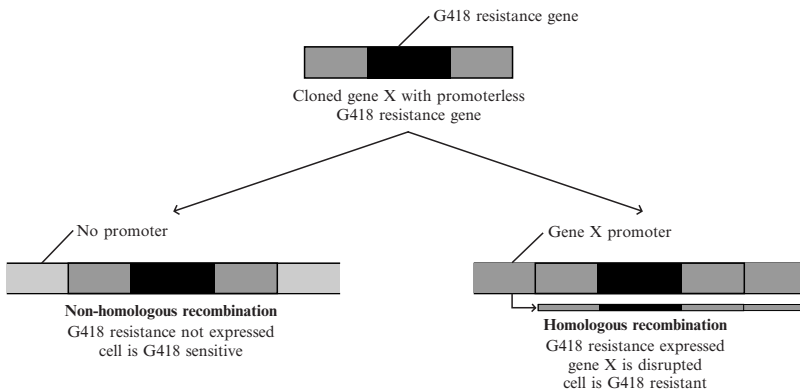 G418 resistance gene
Cloned gene X with promoterless
G418 resistance gene
No promoter
Non-homologous recombination
G418 resistance not expressed
cell is G418 sensitive
Gene X promoter
Homologous recombination
G418 resistance expressed
gene X is disrupted
cell is G418 resistant